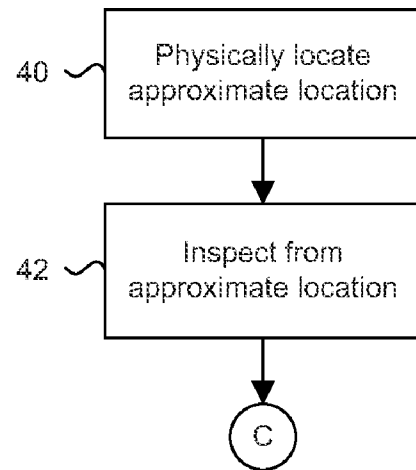 40
Physically locate
approximate location
42
Inspect from
approximate location
C